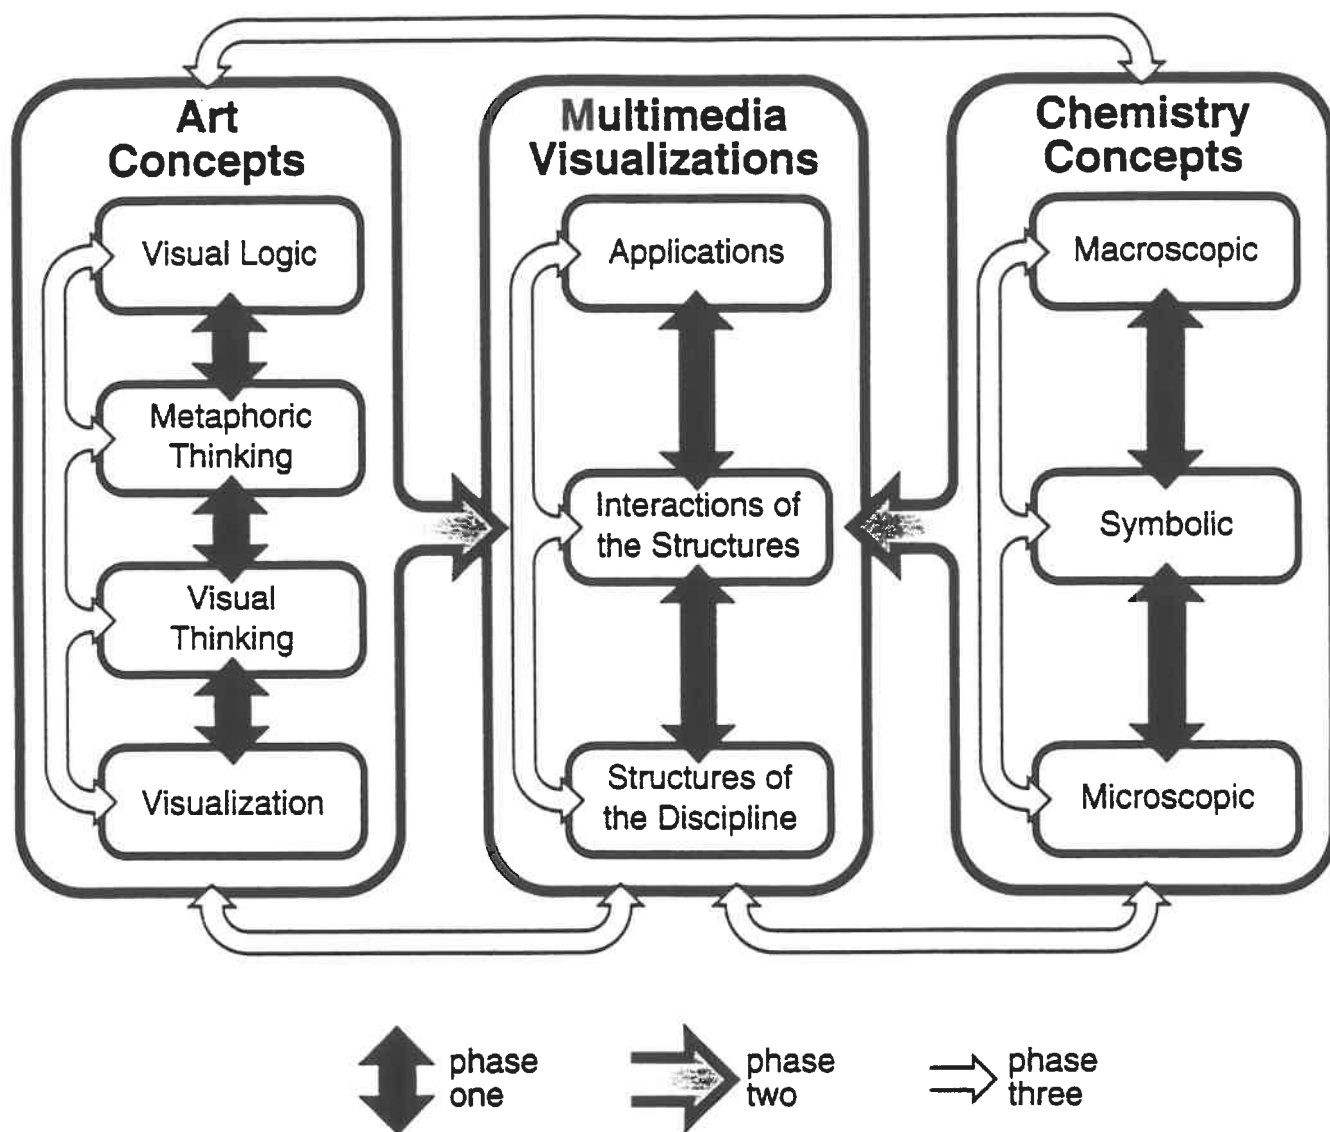 Art
Concepts
Visual Logic
Metaphoric
Thinking
Visual
Thinking
Visualization
Multimedia
Visualizations
Applications
Interactions of
the Structures
Structures of
the Discipline
Chemistry
Concepts
Macroscopic
Symbolic
Microscopic
phase
one
phase
two
phase
three